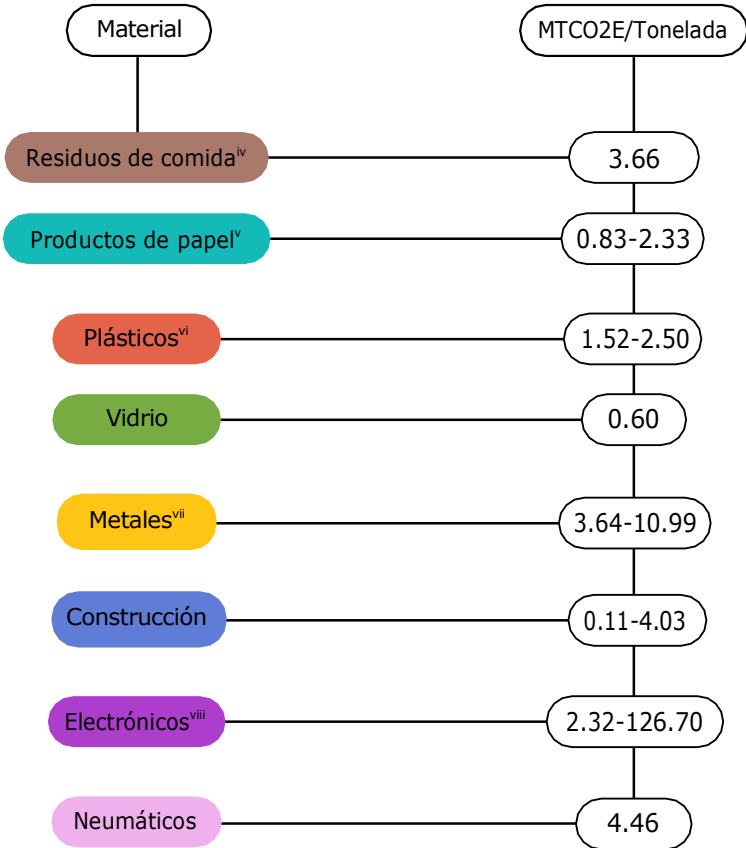 Material MTCO2E/Tonelada
Residuos de comidaⁱᵛ 3.66
Productos de papelᵛ 0.83-2.33
Plásticosᵛⁱ 1.52-2.50
Vidrio 0.60
Metalesᵛⁱⁱ 3.64-10.99
Construcción 0.11-4.03
Electrónicosᵛⁱⁱⁱ 2.32-126.70
Neumáticos 4.46